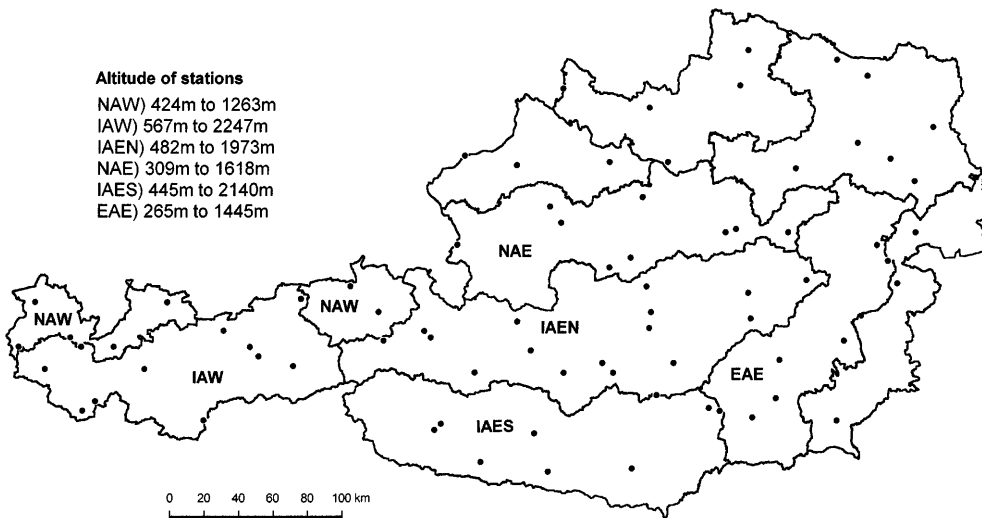 Altitude of stations
NAW) 424m to 1263m
IAW) 567m to 2247m
IAEN) 482m to 1973m
NAE) 309m to 1618m
IAES) 445m to 2140m
EAE) 265m to 1445m
NAE
NAW
NAW
IAEN
IAW
EAE
IAES
0 20 40 60 80 100 km